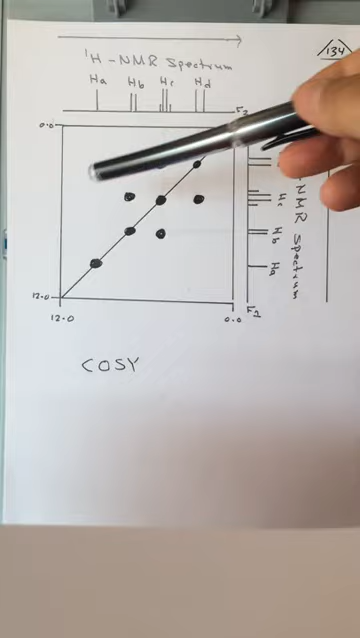 134
¹H-NMR Spectrum
Ha Hb Hc Hd
F2
0.0
Hc
Hb
Ha
-NMR Spectrum
12.0
F1
12.0 0.0
COSY